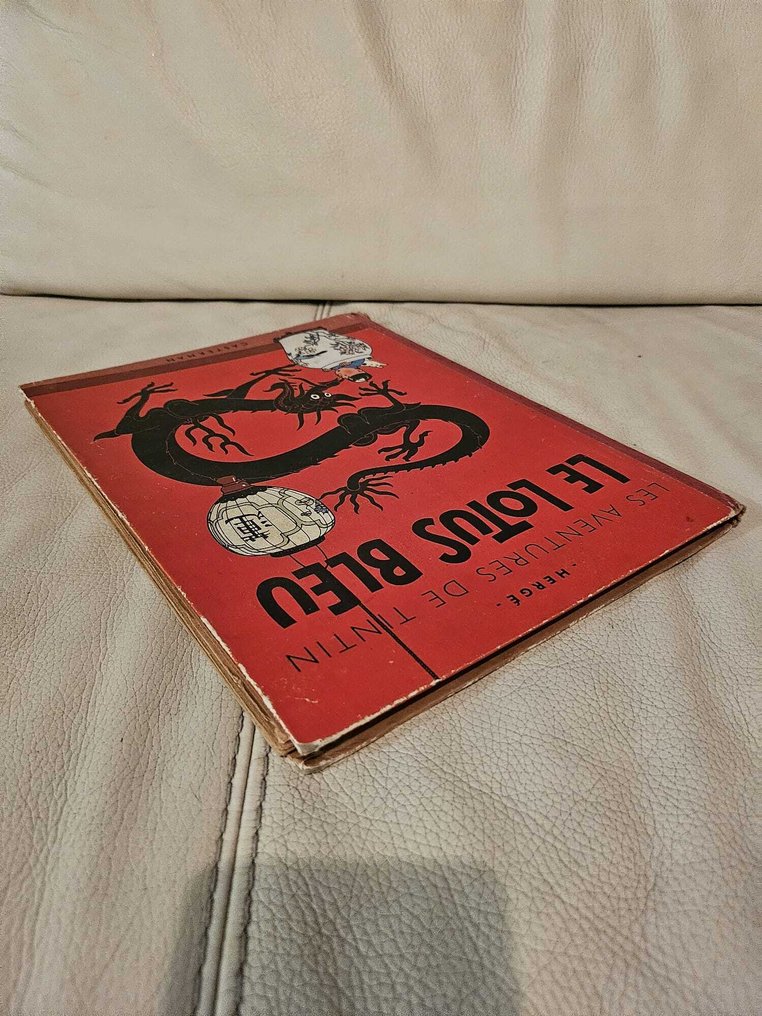 - HERGÉ -
LES AVENTURES DE TINTIN
LE LOTUS BLEU
CASTERMAN